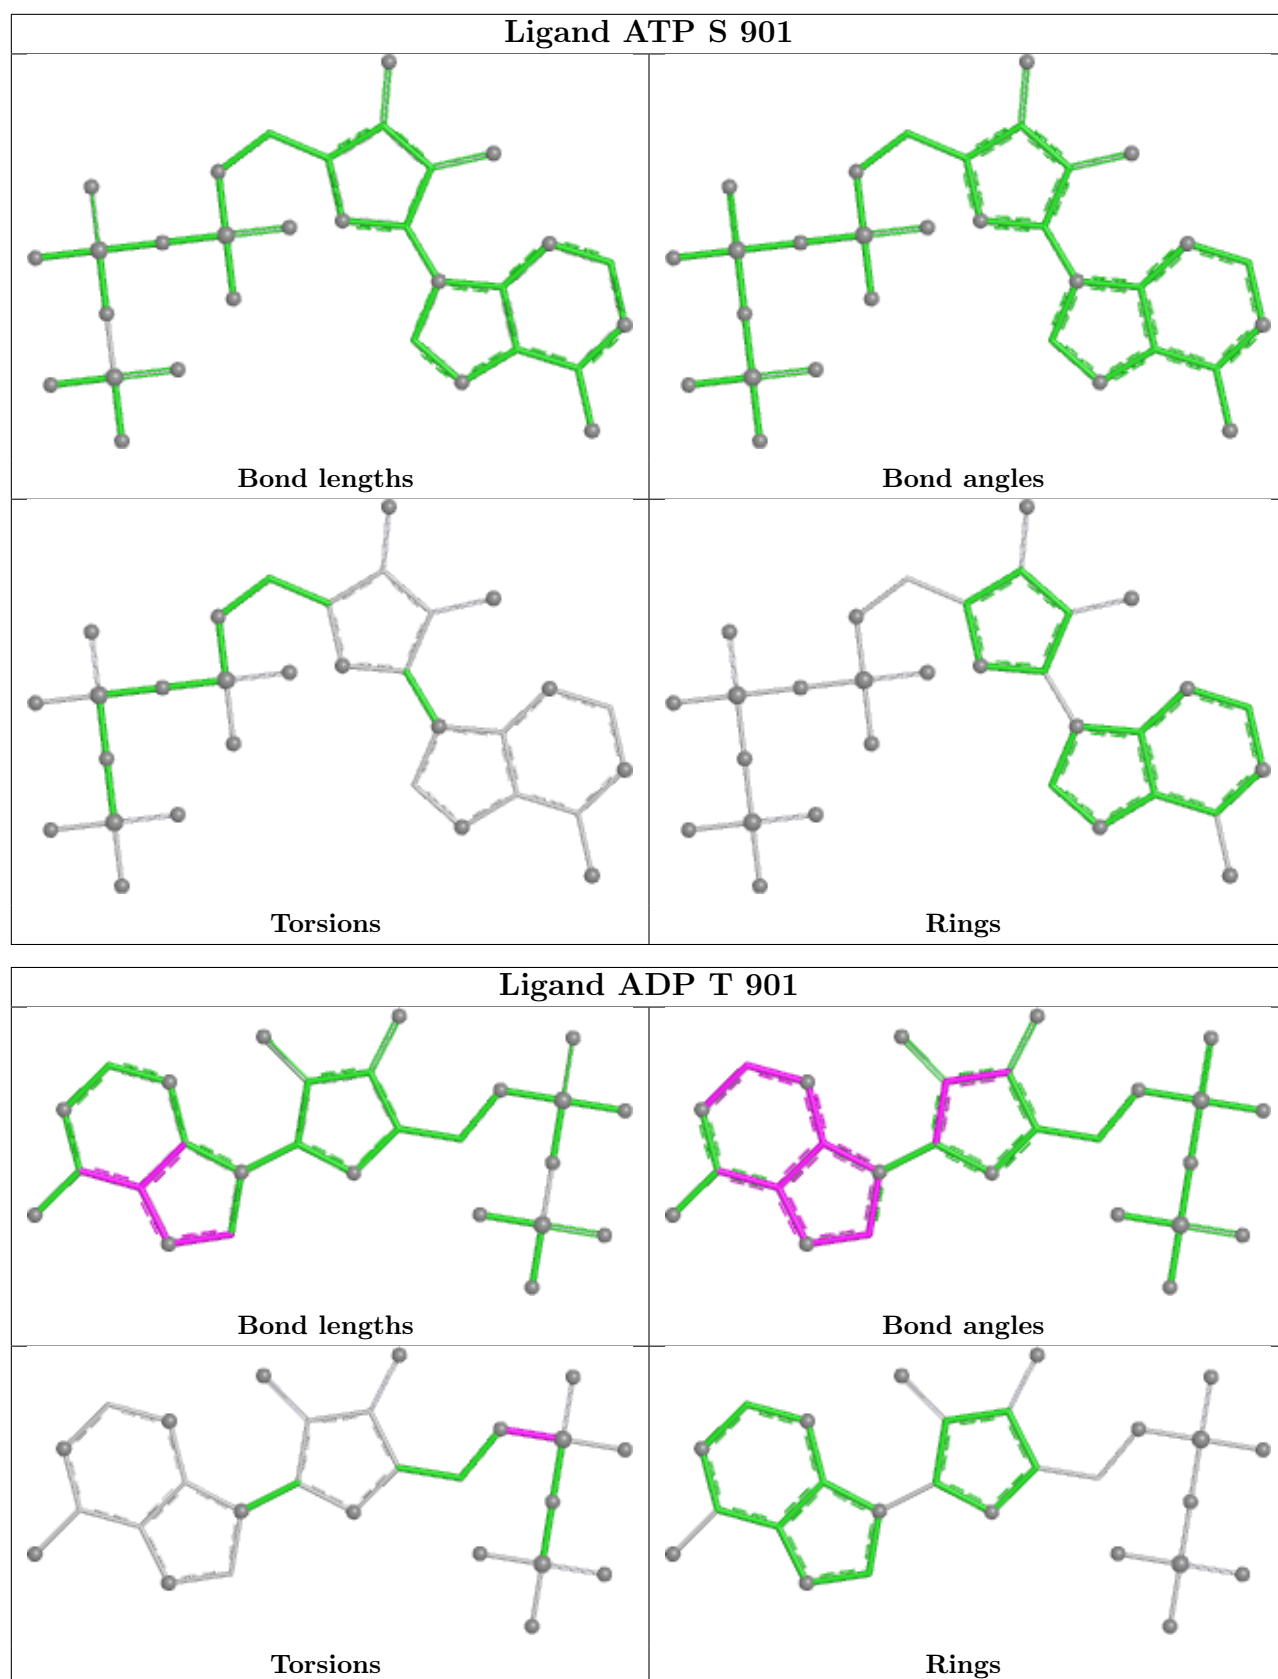 Ligand ATP S 901
Bond lengths
Bond angles
Torsions
Rings
Ligand ADP T 901
Bond lengths
Bond angles
Torsions
Rings